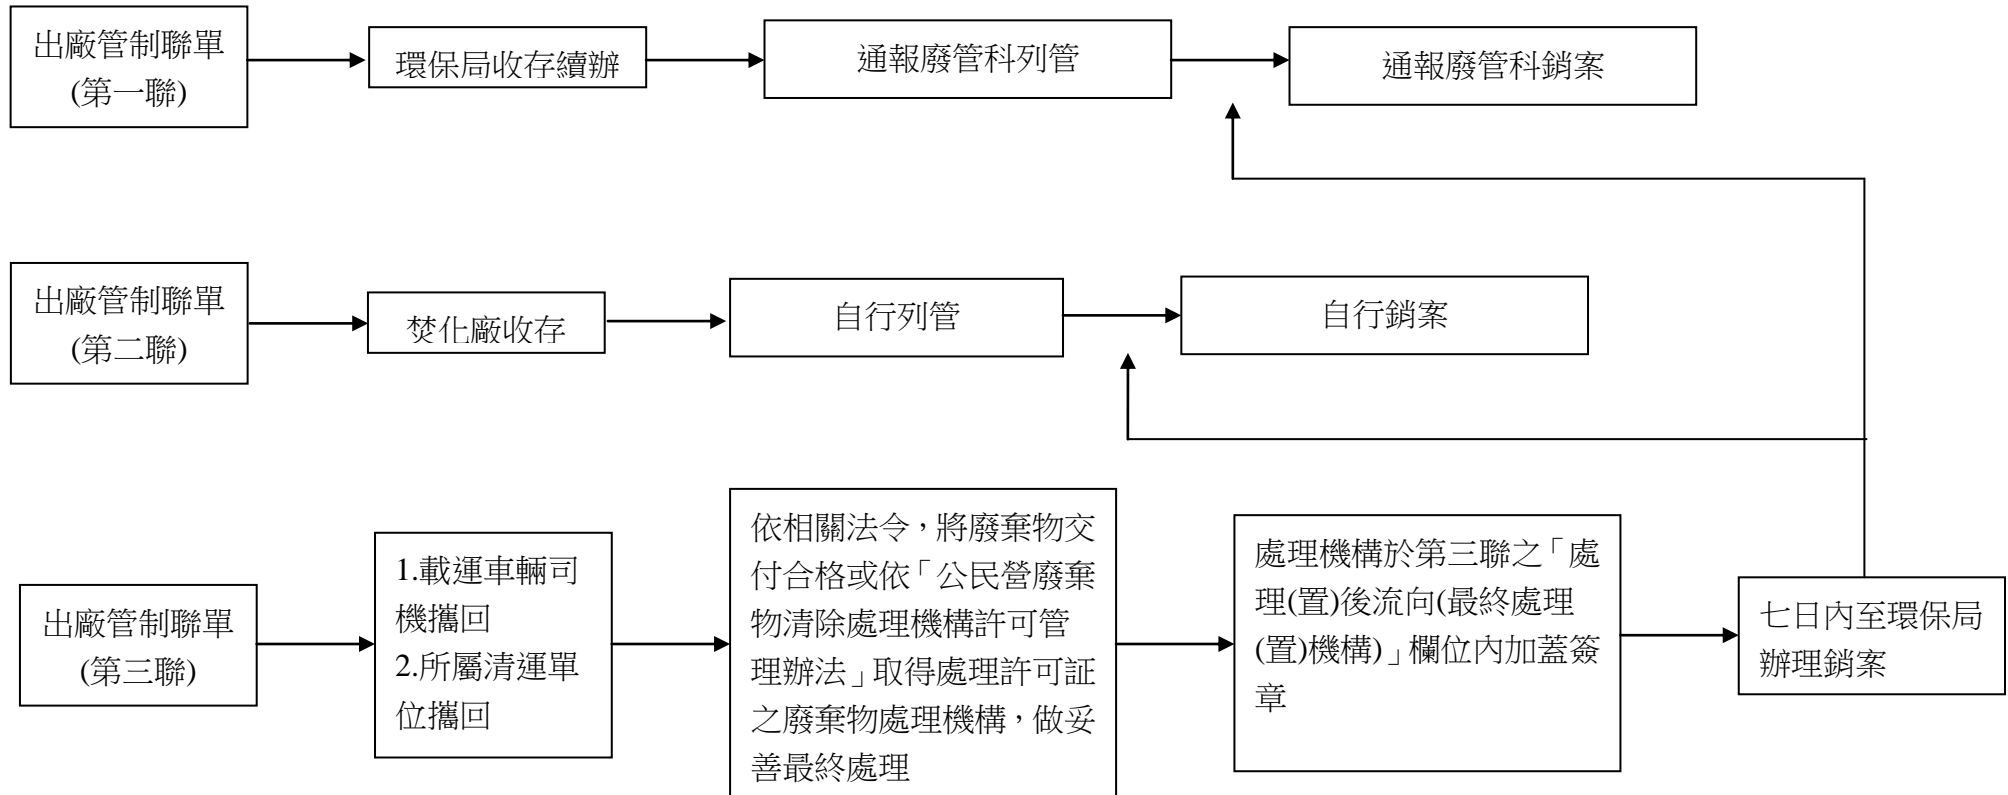 出廠管制聯單
(第一聯)
環保局收存續辦
通報廢管科列管
通報廢管科銷案
出廠管制聯單
(第二聯)
焚化廠收存
自行列管
自行銷案
出廠管制聯單
(第三聯)
1.載運車輛司
機攜回
2.所屬清運單
位攜回
依相關法令，將廢棄物交
付合格或依「公民營廢棄
物清除處理機構許可管
理辦法」取得處理許可証
之廢棄物處理機構，做妥
善最終處理
處理機構於第三聯之「處
理(置)後流向(最終處理
(置)機構)」欄位內加蓋簽
章
七日內至環保局
辦理銷案